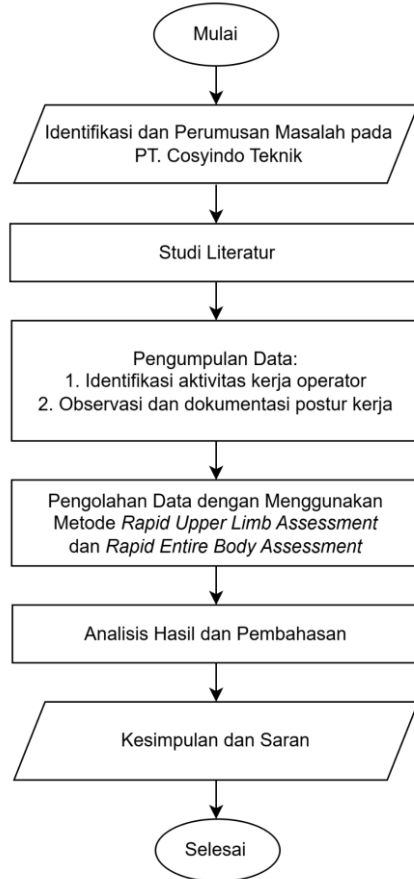 Mulai
Identifikasi dan Perumusan Masalah pada
PT. Cosyindo Teknik
Studi Literatur
Pengumpulan Data:
1. Identifikasi aktivitas kerja operator
2. Observasi dan dokumentasi postur kerja
Pengolahan Data dengan Menggunakan
Metode Rapid Upper Limb Assessment
dan Rapid Entire Body Assessment
Analisis Hasil dan Pembahasan
Kesimpulan dan Saran
Selesai